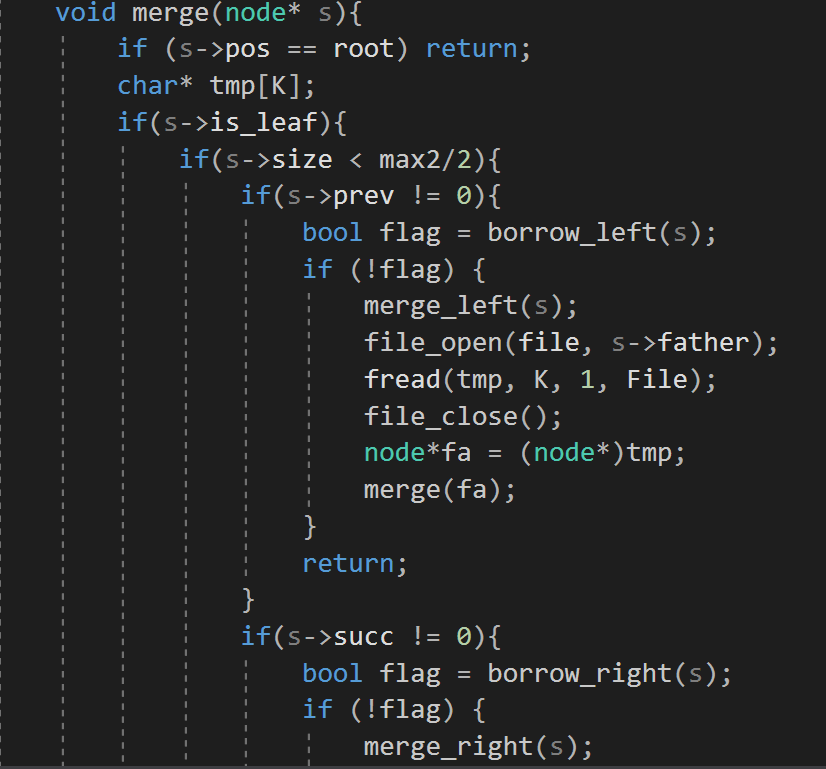 void merge(node* s){
if (s->pos == root) return;
char* tmp[K];
if(s->is_leaf){
if(s->size < max2/2){
if(s->prev != 0){
bool flag = borrow_left(s);
if (!flag) {
merge_left(s);
file_open(file, s->father);
fread(tmp, K, 1, File);
file_close();
node*fa = (node*)tmp;
merge(fa);
}
return;
}
if(s->succ != 0){
bool flag = borrow_right(s);
if (!flag) {
merge_right(s);